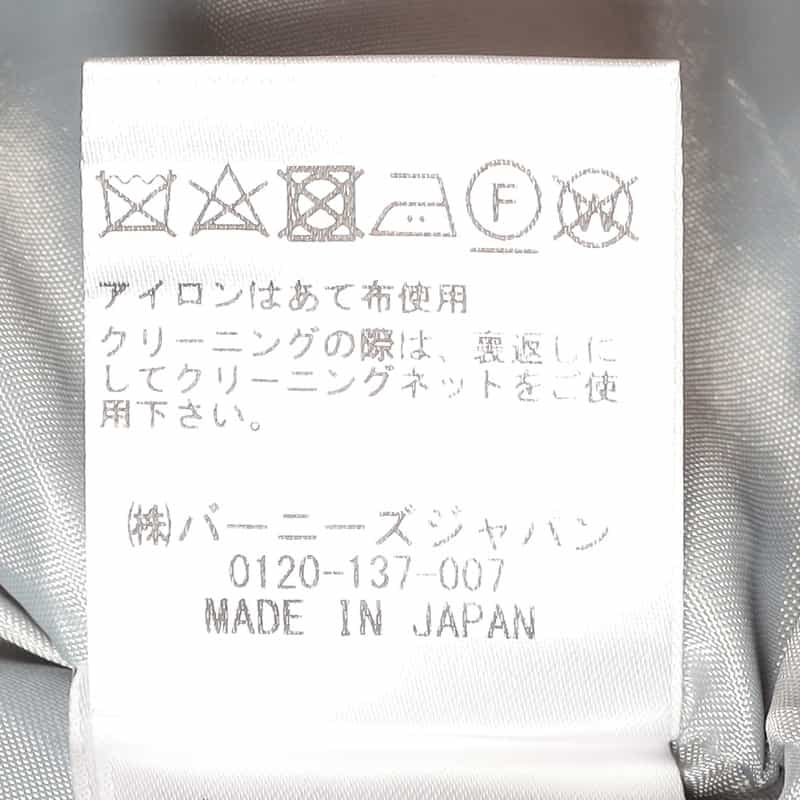 F W
アイロンはあて布使用
クリーニングの際は、裏返しに
してクリーニングネットをご使
用下さい。
㈱バーニーズジャパン
0120-137-007
MADE IN JAPAN